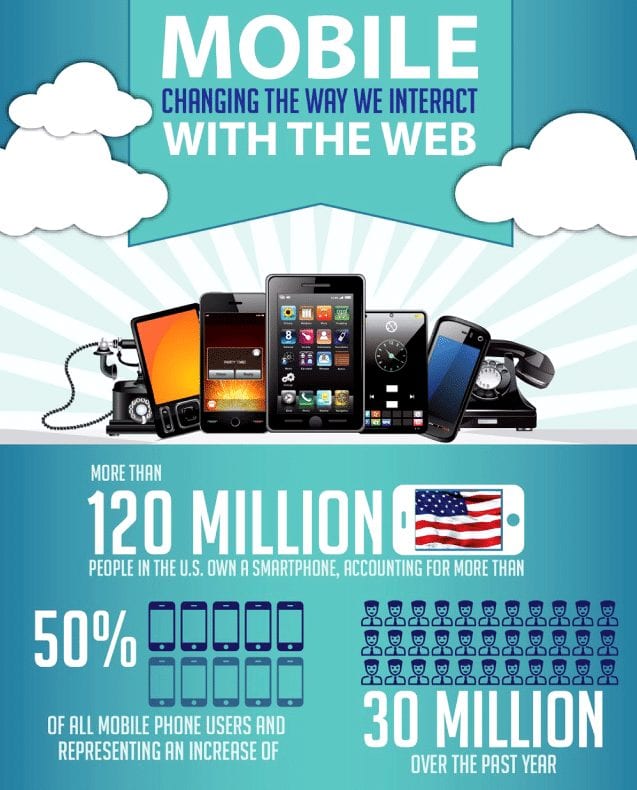 MOBILE
CHANGING THE WAY WE INTERACT
WITH THE WEB
MORE THAN
120 MILLION
PEOPLE IN THE U.S. OWN A SMARTPHONE, ACCOUNTING FOR MORE THAN
50%
OF ALL MOBILE PHONE USERS AND
REPRESENTING AN INCREASE OF
30 MILLION
OVER THE PAST YEAR